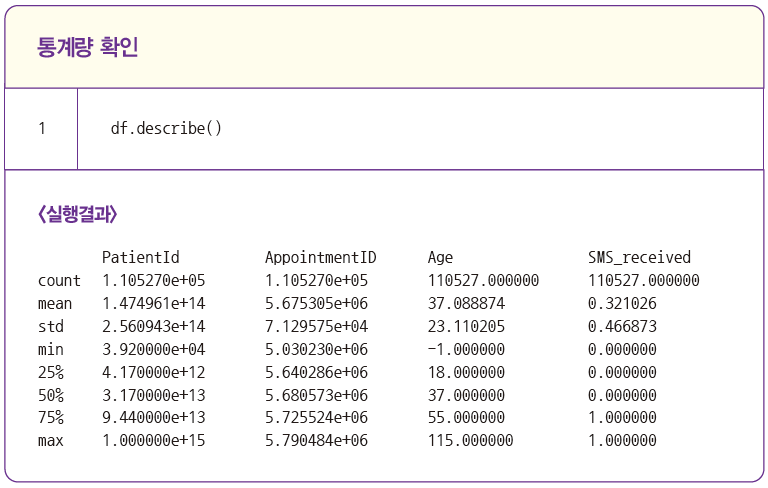 통계량 확인
1 df.describe()
<실행결과>
PatientId AppointmentID Age SMS_received
count 1.105270e+05 1.105270e+05 110527.000000 110527.000000
mean 1.474961e+14 5.675305e+06 37.088874 0.321026
std 2.560943e+14 7.129575e+04 23.110205 0.466873
min 3.920000e+04 5.030230e+06 -1.000000 0.000000
25% 4.170000e+12 5.640286e+06 18.000000 0.000000
50% 3.170000e+13 5.680573e+06 37.000000 0.000000
75% 9.440000e+13 5.725524e+06 55.000000 1.000000
max 1.000000e+15 5.790484e+06 115.000000 1.000000